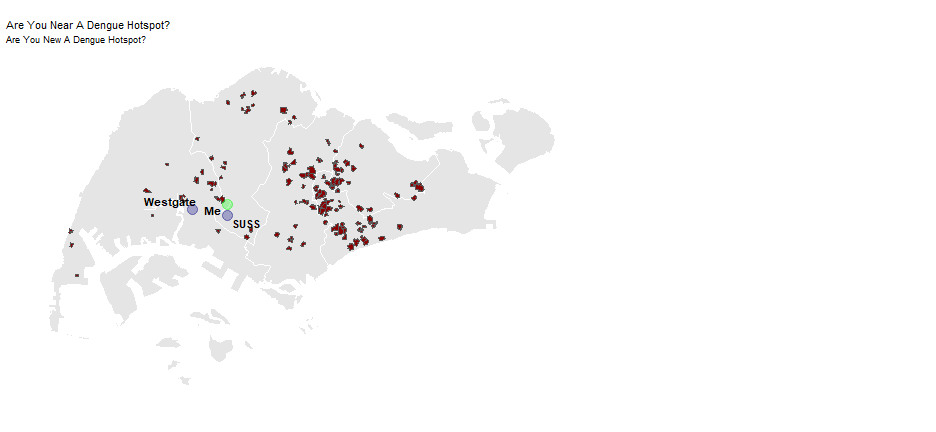 Are You Near A Dengue Hotspot?
Are You New A Dengue Hotspot?
Westgate
Me
SUSS